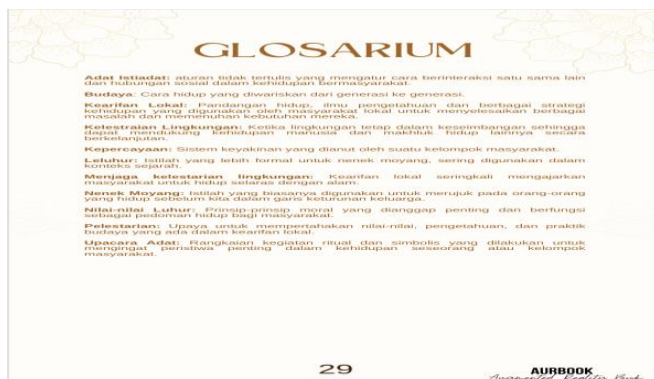 GLOSARIUM
Adat Istiadat: aturan tidak tertulis yang mengatur cara berinteraksi satu sama lain
dan hubungan sosial dalam kehidupan bermasyarakat.
Budaya: Cara hidup yang diwariskan dari generasi ke generasi.
Kearifan Lokal: Pandangan hidup, ilmu pengetahuan dan berbagai strategi
kehidupan yang digunakan oleh masyarakat lokal untuk menyelesaikan berbagai
masalah dan memenuhan kebutuhan mereka.
Kelestraian Lingkungan: Ketika lingkungan tetap dalam keseimbangan sehingga
dapat mendukung kehidupan manusia dan makhluk hidup lainnya secara
berkelanjutan.
Kepercayaan: Sistem keyakinan yang dianut oleh suatu kelompok masyarakat.
Leluhur: Istilah yang lebih formal untuk nenek moyang, sering digunakan dalam
konteks sejarah.
Menjaga kelestarian lingkungan: Kearifan lokal seringkali mengajarkan
masyarakat untuk hidup selaras dengan alam.
Nenek Moyang: Istilah yang biasanya digunakan untuk merujuk pada orang-orang
yang hidup sebelum kita dalam garis keturunan keluarga.
Nilai-nilai Luhur: Prinsip-prinsip moral yang dianggap penting dan berfungsi
sebagai pedoman hidup bagi masyarakat.
Pelestarian: Upaya untuk mempertahakan nilai-nilai, pengetahuan, dan praktik
budaya yang ada dalam kearifan lokal.
Upacara Adat: Rangkaian kegiatan ritual dan simbolis yang dilakukan untuk
mengingat peristiwa penting dalam kehidupan seseorang atau kelompok
masyarakat.
29
AURBOOK
Augmented Reality Book